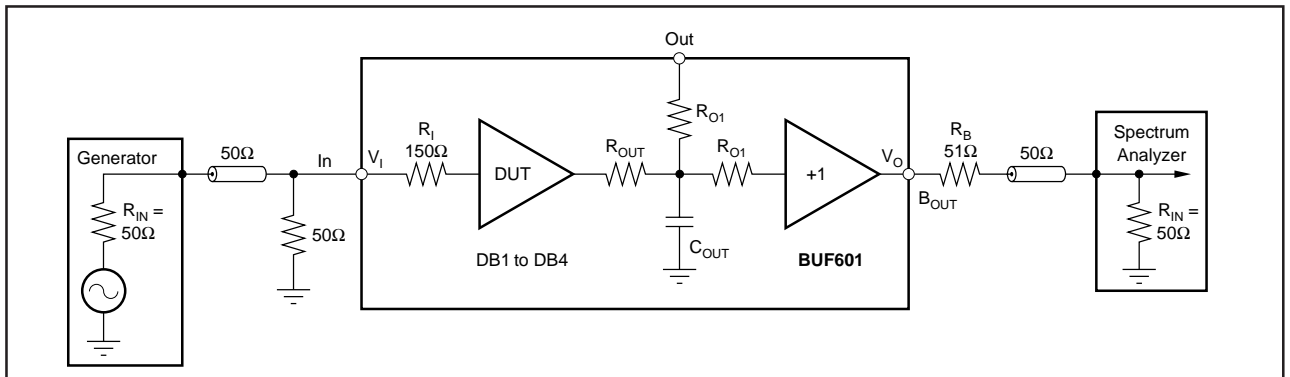 Out
Generator
R_IN =
50Ω
50Ω
In
50Ω
V_I
R_I
150Ω
DUT
DB1 to DB4
R_OUT
R_O1
R_O1
C_OUT
+1
BUF601
V_O
B_OUT
R_B
51Ω
50Ω
Spectrum
Analyzer
R_IN =
50Ω